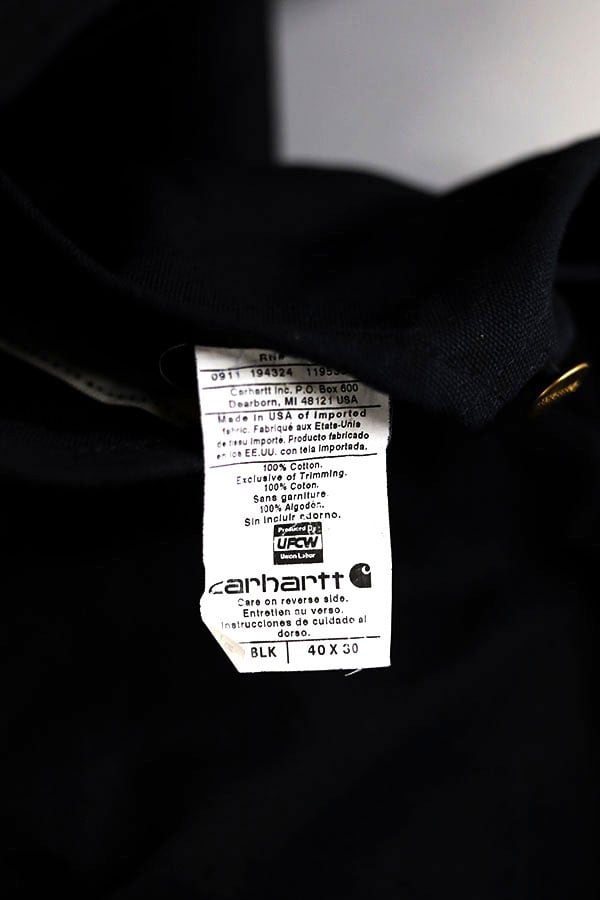 RN#
0911 194324
Carhartt Inc. P.O. Box 600
Dearborn, MI 48121 USA
Made in USA of Imported
fabric. Fabriqué aux Etats-Unis
de tissu importé. Producto fabricado
en los EE.UU. con tela importada.
100% Cotton.
Exclusive of Trimming.
100% Coton.
Sans garniture.
100% Algodón.
Sin incluir adorno.
Produced By
UFCW
Union Labor
carhartt
Care on reverse side.
Entretien au verso.
Instrucciones de cuidado al
dorso.
BLK 40 X 30